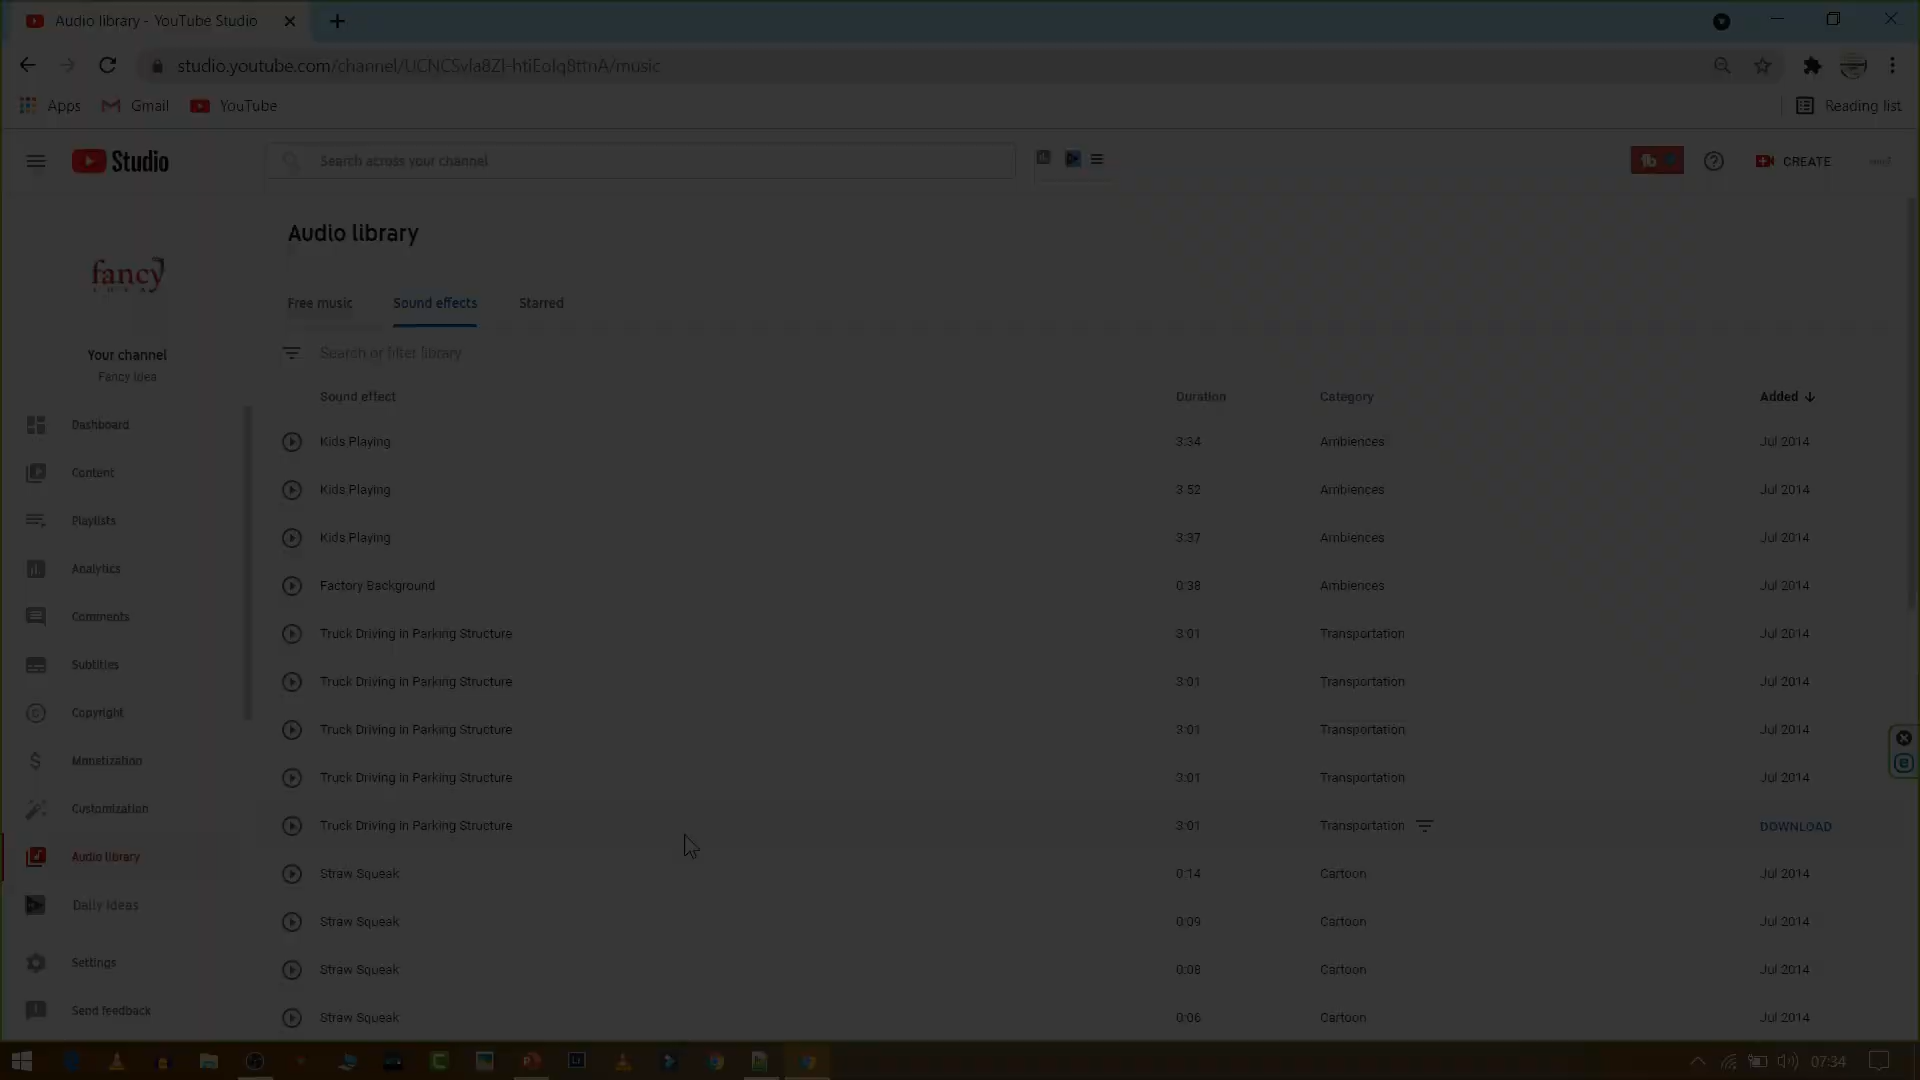 Audio library - YouTube Studio
studio.youtube.com/channel/UCNCSvla8ZI-htiEolq8ttnA/music
Apps Gmail YouTube Reading list
Studio Search across your channel CREATE
Audio library
fancy
Free music Sound effects Starred
Your channel
Fancy Idea
Search or filter library
Sound effect Duration Category Added
Dashboard
Content
Playlists
Analytics
Comments
Subtitles
Copyright
Monetization
Customization
Audio library
Daily Ideas
Settings
Send feedback
Kids Playing 3:34 Ambiences Jul 2014
Kids Playing 3:52 Ambiences Jul 2014
Kids Playing 3:37 Ambiences Jul 2014
Factory Background 0:38 Ambiences Jul 2014
Truck Driving In Parking Structure 3:01 Transportation Jul 2014
Truck Driving In Parking Structure 3:01 Transportation Jul 2014
Truck Driving In Parking Structure 3:01 Transportation Jul 2014
Truck Driving In Parking Structure 3:01 Transportation Jul 2014
Truck Driving In Parking Structure 3:01 Transportation DOWNLOAD
Straw Squeak 0:14 Cartoon Jul 2014
Straw Squeak 0:09 Cartoon Jul 2014
Straw Squeak 0:08 Cartoon Jul 2014
Straw Squeak 0:06 Cartoon Jul 2014
07:34